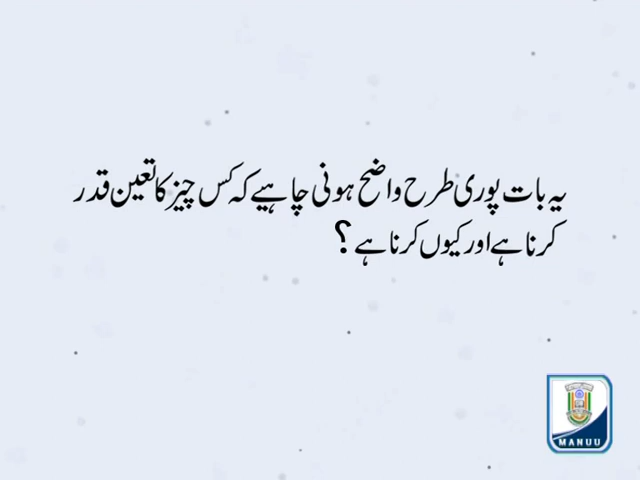 یہ بات پوری طرح واضح ہونی چاہیے کہ کس چیز کا تعین قدر
کرنا ہے اور کیوں کرنا ہے ؟
MANUU